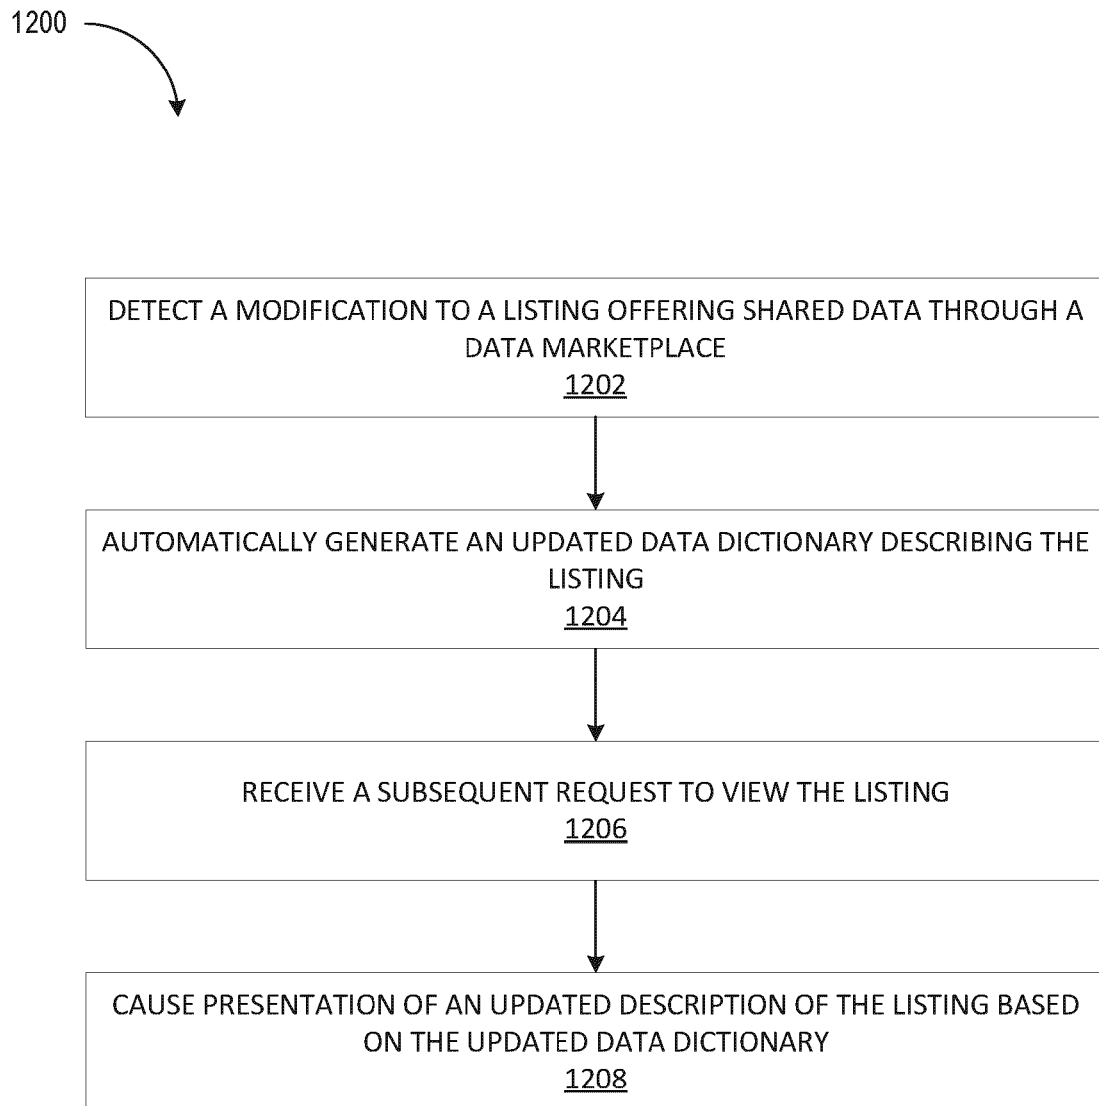 1200
DETECT A MODIFICATION TO A LISTING OFFERING SHARED DATA THROUGH A
DATA MARKETPLACE
1202
AUTOMATICALLY GENERATE AN UPDATED DATA DICTIONARY DESCRIBING THE
LISTING
1204
RECEIVE A SUBSEQUENT REQUEST TO VIEW THE LISTING
1206
CAUSE PRESENTATION OF AN UPDATED DESCRIPTION OF THE LISTING BASED
ON THE UPDATED DATA DICTIONARY
1208